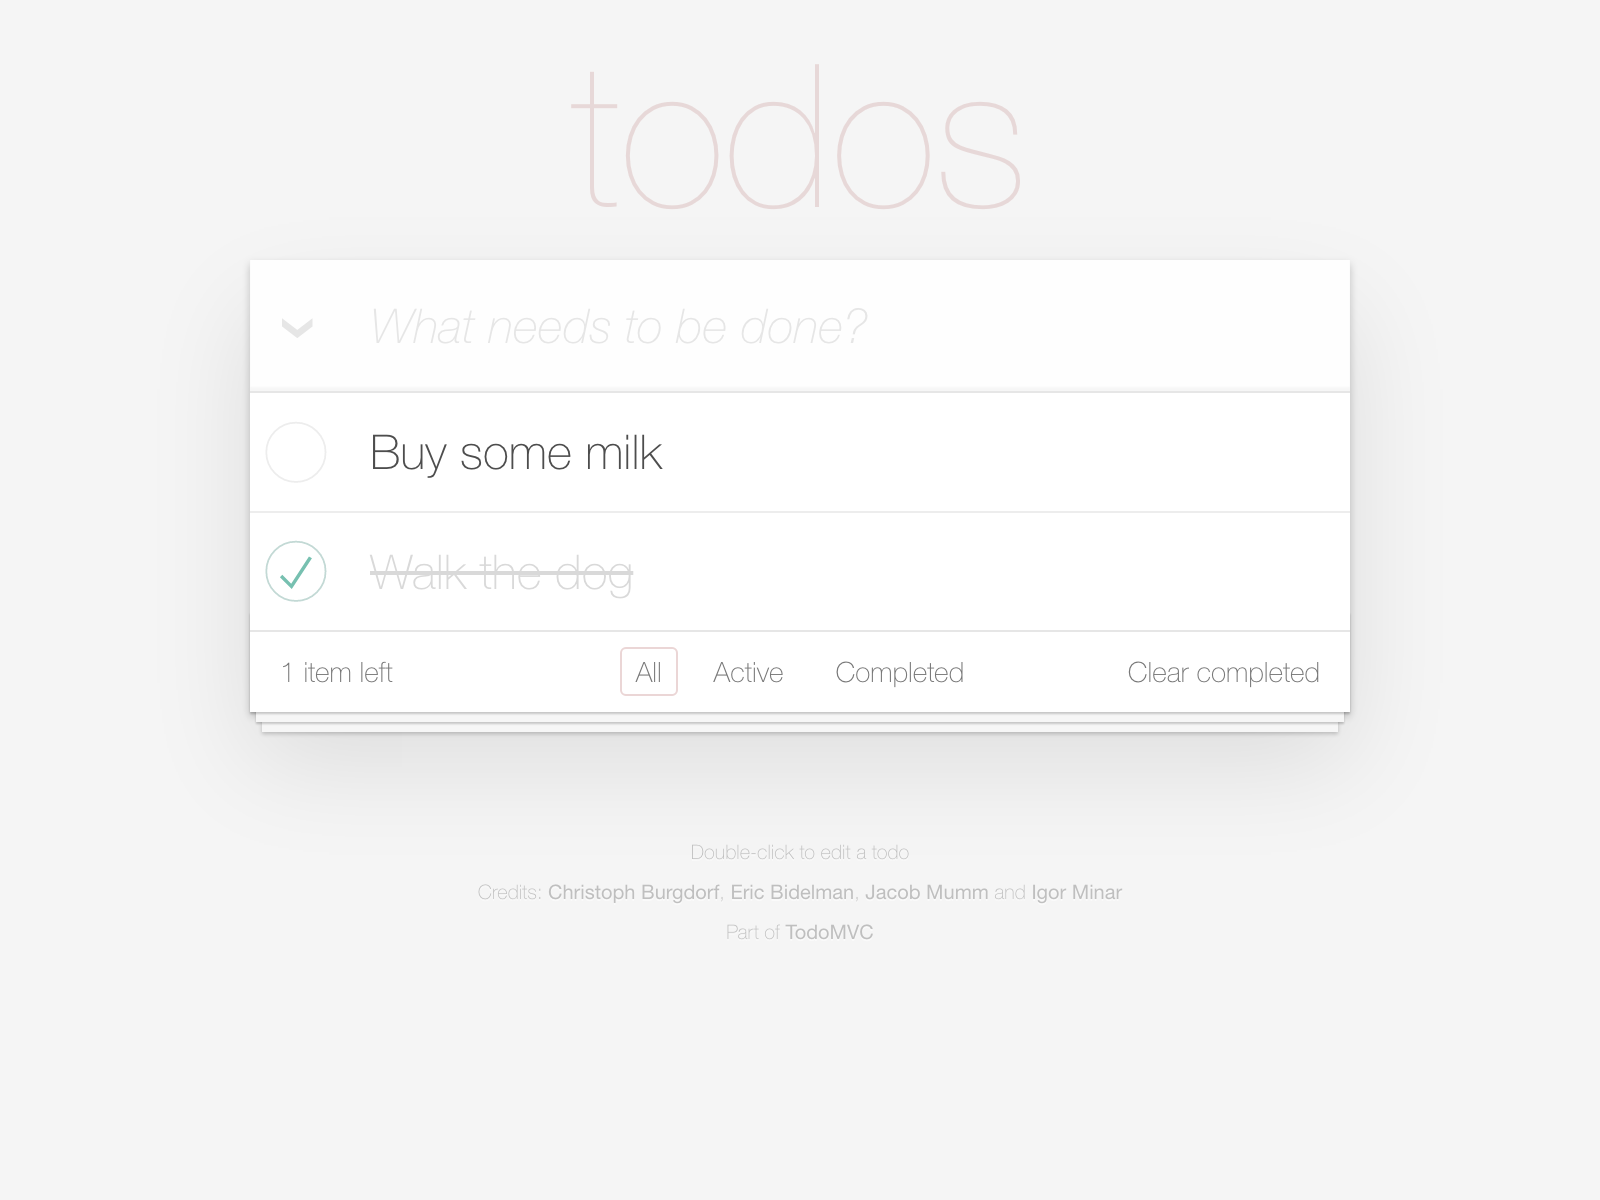 todos
What needs to be done?
Buy some milk
Walk the dog
1 item left All Active Completed Clear completed
Double-click to edit a todo
Credits: Christoph Burgdorf, Eric Bidelman, Jacob Mumm and Igor Minar
Part of TodoMVC